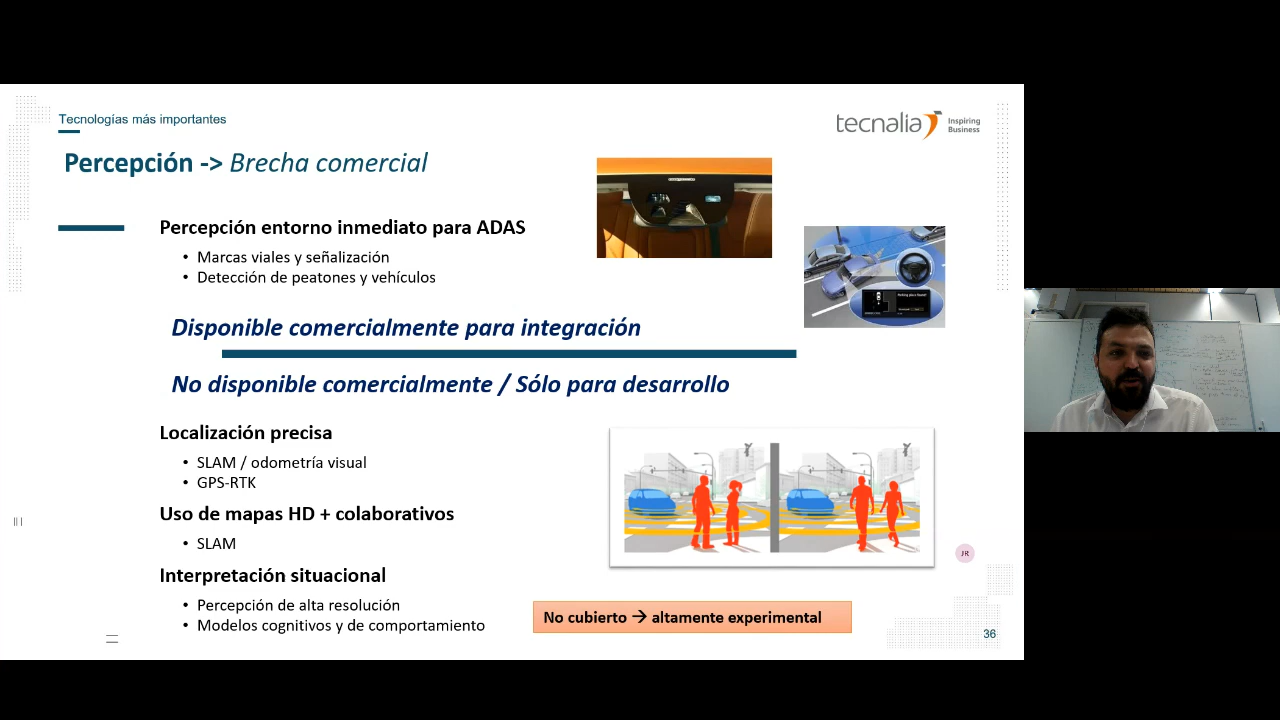 Tecnologías más importantes
tecnalia Inspiring Business
Percepción -> Brecha comercial
Percepción entorno inmediato para ADAS
• Marcas viales y señalización
• Detección de peatones y vehículos
Disponible comercialmente para integración
No disponible comercialmente / Sólo para desarrollo
Localización precisa
• SLAM / odometría visual
• GPS-RTK
Uso de mapas HD + colaborativos
• SLAM
JR
Interpretación situacional
• Percepción de alta resolución
• Modelos cognitivos y de comportamiento
No cubierto → altamente experimental
36